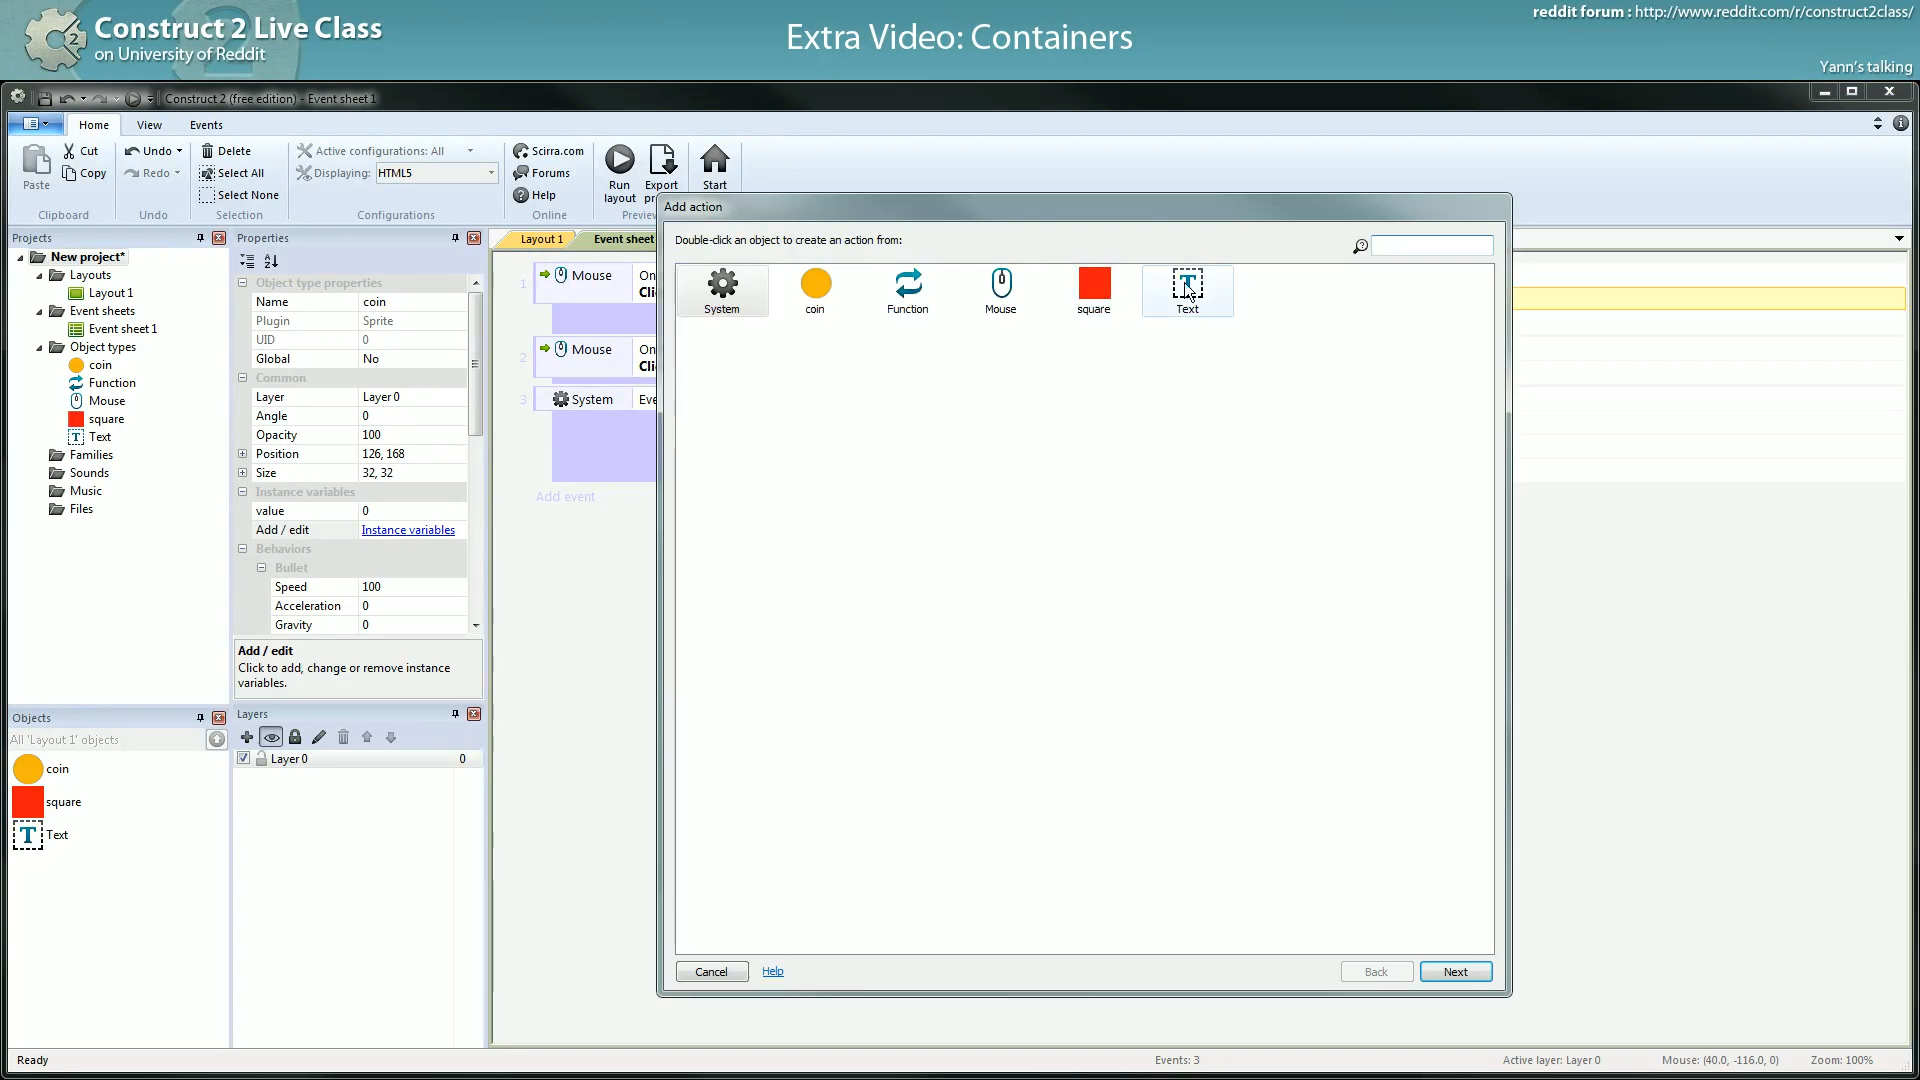 Construct 2 Live Class
on University of Reddit
Extra Video: Containers
reddit forum : http://www.reddit.com/r/construct2class/
Yann's talking
Construct 2 (free edition) - Event sheet 1
Home
View
Events
Paste
Cut
Copy
Clipboard
Undo
Redo
Undo
Delete
Select All
Select None
Selection
Active configurations: All
Displaying:
HTML5
Configurations
Scirra.com
Forums
Help
Online
Run
layout
Export
Start
Projects
New project*
Layouts
Layout 1
Event sheets
Event sheet 1
Object types
coin
Function
Mouse
square
Text
Families
Sounds
Music
Files
Properties
Object type properties
Name coin
Plugin Sprite
UID 0
Global No
Common
Layer Layer 0
Angle 0
Opacity 100
Position 126, 168
Size 32, 32
Instance variables
value 0
Add / edit Instance variables
Behaviors
Bullet
Speed 100
Acceleration 0
Gravity 0
Add / edit
Click to add, change or remove instance
variables.
Objects
All 'Layout 1' objects
coin
square
Text
Layers
Layer 0 0
Layout 1
Event sheet
1 Mouse On
2 Mouse On
3 System
Add event
Add action
Double-click an object to create an action from:
System
coin
Function
Mouse
square
Text
Cancel
Help
Back
Next
Ready
Events: 3
Active layer: Layer 0
Mouse: (40.0, -116.0, 0)
Zoom: 100%